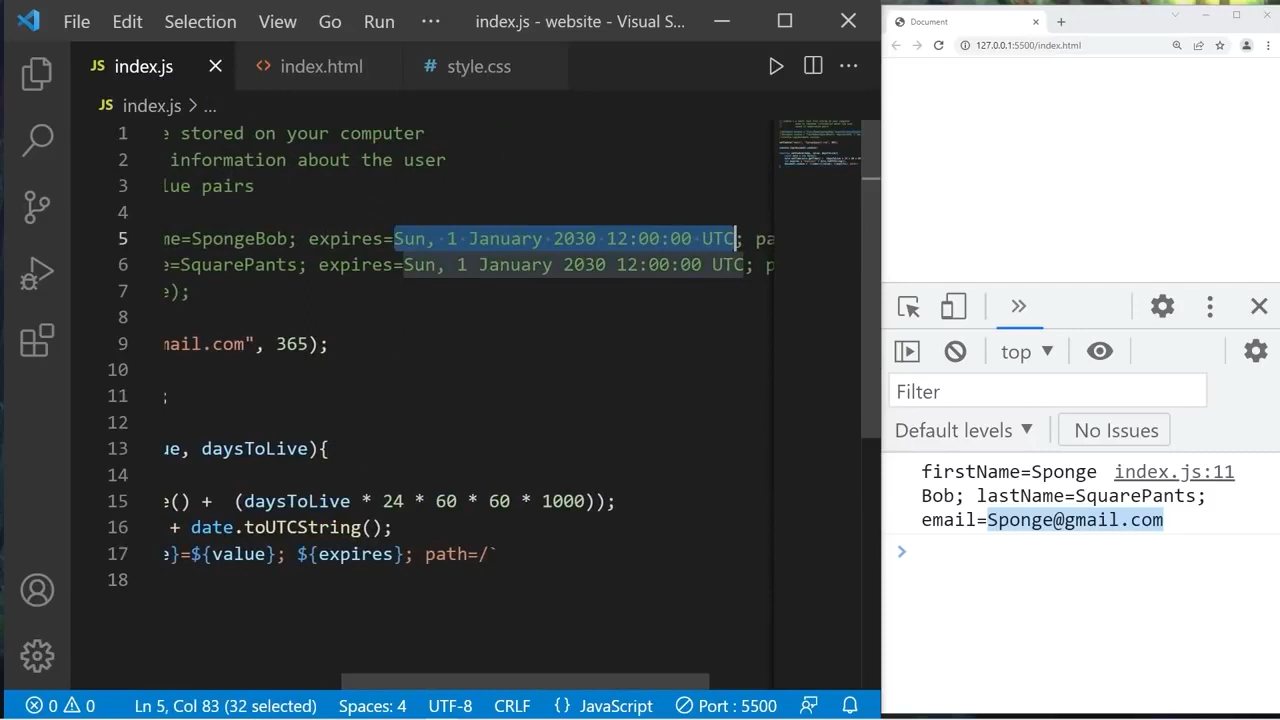 File Edit Selection View Go Run ··· index.js - website - Visual S...
JS index.js <> index.html # style.css
JS index.js > ...
1 e stored on your computer
2 information about the user
3 lue pairs
4
5 me=SpongeBob; expires=Sun, 1 January 2030 12:00:00 UTC; pa
6 e=SquarePants; expires=Sun, 1 January 2030 12:00:00 UTC; p
7 e);
8
9 mail.com", 365);
10
11 ;
12
13 ue, daysToLive){
14
15 e() + (daysToLive * 24 * 60 * 60 * 1000));
16 + date.toUTCString();
17 e}=${value}; ${expires}; path=/`
18
0 0 Ln 5, Col 83 (32 selected) Spaces: 4 UTF-8 CRLF {} JavaScript Port : 5500
Document
127.0.0.1:5500/index.html
top
Filter
Default levels No Issues
firstName=Sponge index.js:11
Bob; lastName=SquarePants;
email=Sponge@gmail.com